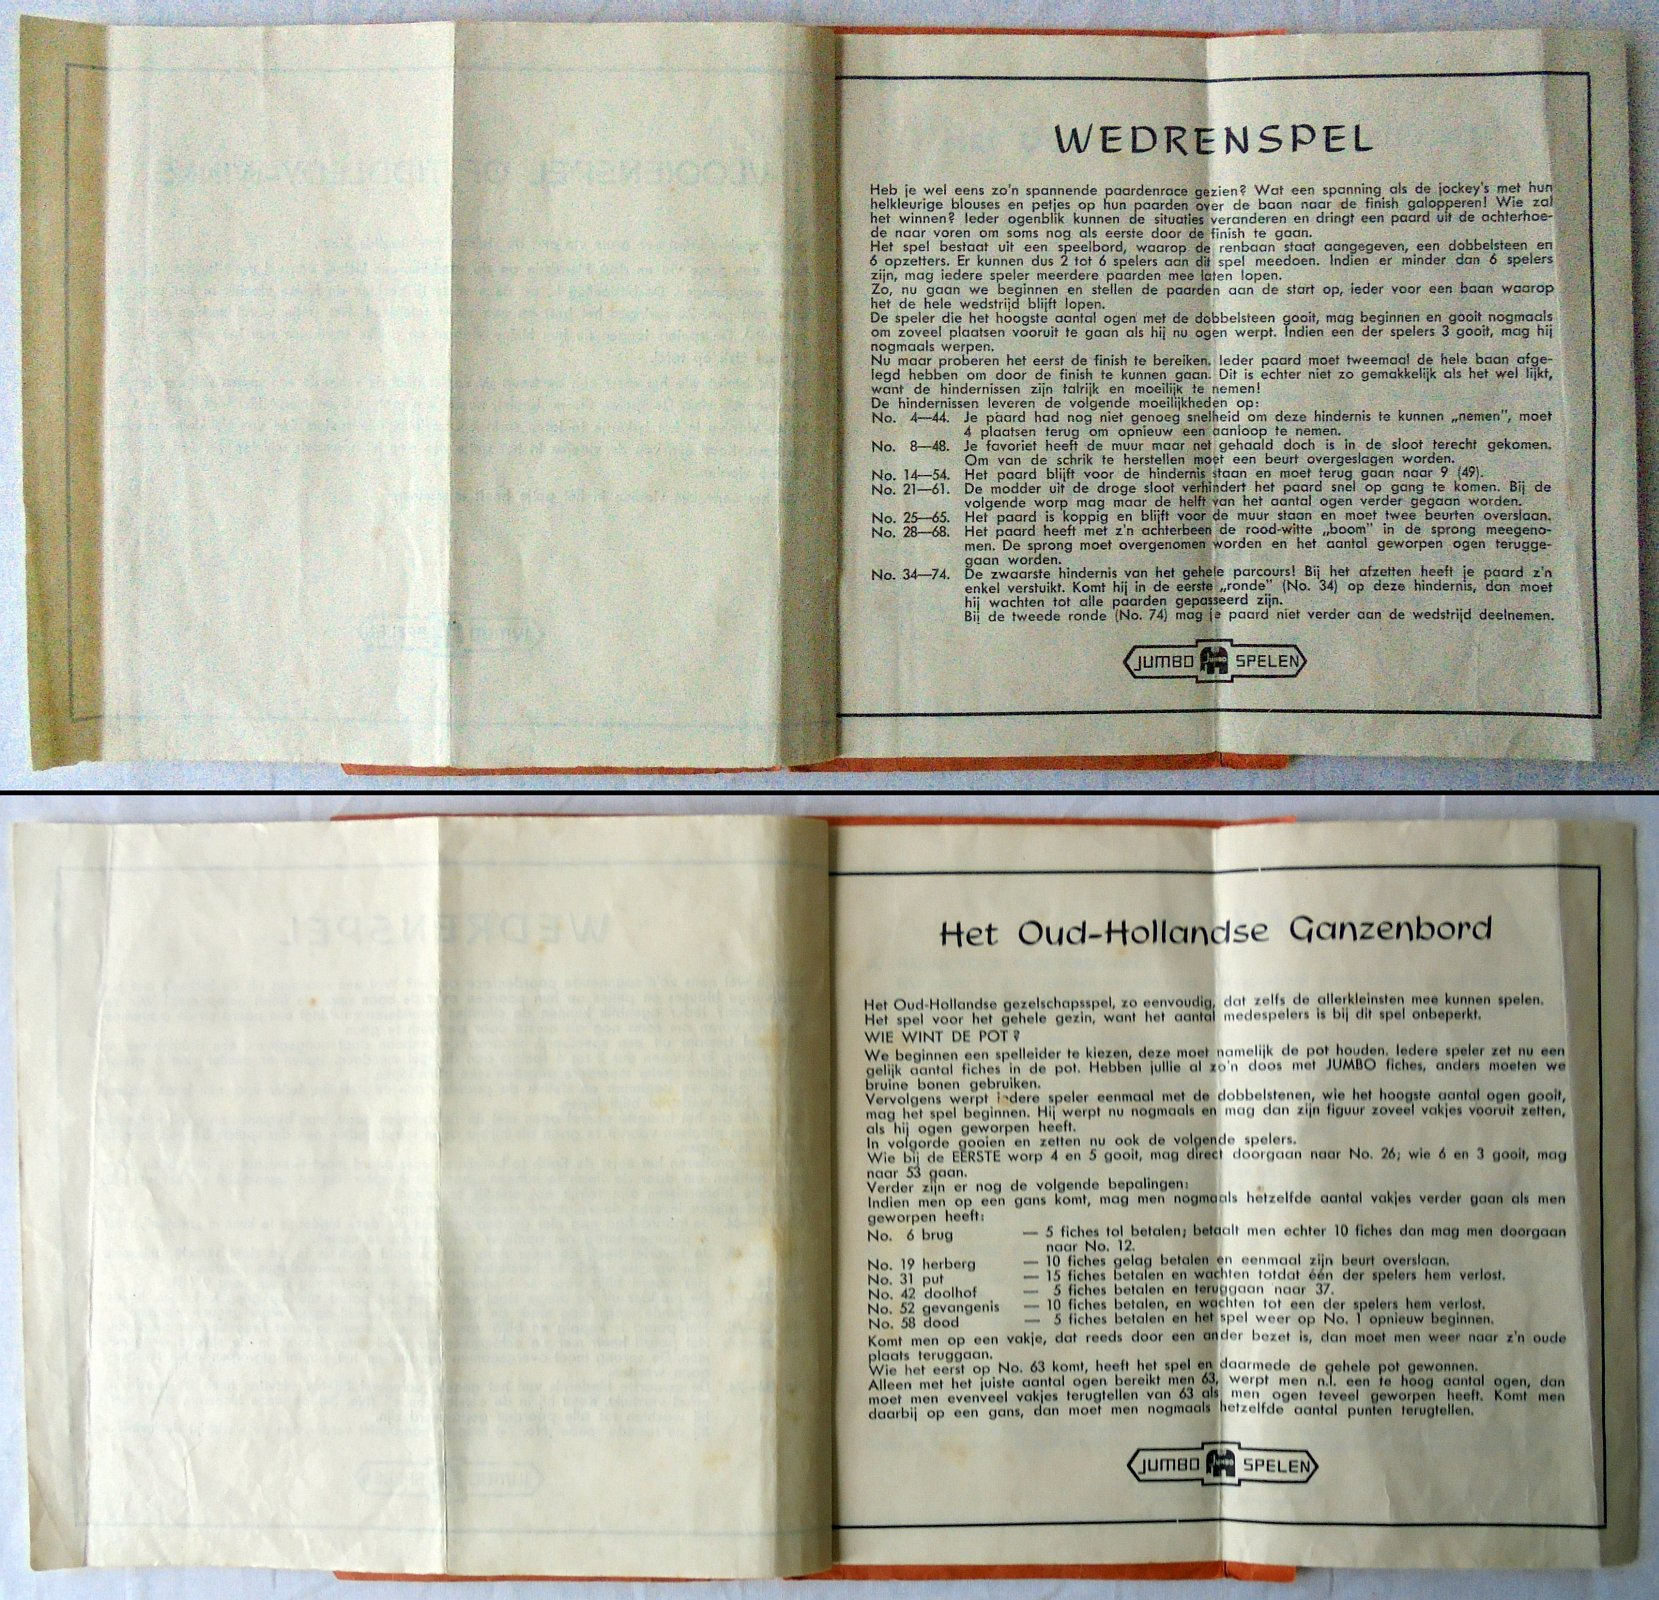 WEDRENSPEL
Heb je wel eens zo'n spannende paardenrace gezien? Wat een spanning als de jockey's met hun
helkleurige blouses en petjes op hun paarden over de baan naar de finish galopperen! Wie zal
het winnen? Ieder ogenblik kunnen de situaties veranderen en dringt een paard uit de achterhoe-
de naar voren om soms nog als eerste door de finish te gaan.
Het spel bestaat uit een speelbord, waarop de renbaan staat aangegeven, een dobbelsteen en
6 opzetters. Er kunnen dus 2 tot 6 spelers aan dit spel meedoen. Indien er minder dan 6 spelers
zijn, mag iedere speler meerdere paarden mee laten lopen.
Zo, nu gaan we beginnen en stellen de paarden aan de start op, ieder voor een baan waarop
het de hele wedstrijd blijft lopen.
De speler die het hoogste aantal ogen met de dobbelsteen gooit, mag beginnen en gooit nogmaals
om zoveel plaatsen vooruit te gaan als hij nu ogen werpt. Indien een der spelers 3 gooit, mag hij
nogmaals werpen.
Nu maar proberen het eerst de finish te bereiken. Ieder paard moet tweemaal de hele baan afge-
legd hebben om door de finish te kunnen gaan. Dit is echter niet zo gemakkelijk als het wel lijkt,
want de hindernissen zijn talrijk en moeilijk te nemen!
De hindernissen leveren de volgende moeilijkheden op:
No. 4—44. Je paard had nog niet genoeg snelheid om deze hindernis te kunnen „nemen", moet
4 plaatsen terug om opnieuw een aanloop te nemen.
No. 8—48. Je favoriet heeft de muur maar net gehaald doch is in de sloot terecht gekomen.
Om van de schrik te herstellen moet een beurt overgeslagen worden.
No. 14—54. Het paard blijft voor de hindernis staan en moet terug gaan naar 9 (49).
No. 21—61. De modder uit de droge sloot verhindert het paard snel op gang te komen. Bij de
volgende worp mag maar de helft van het aantal ogen verder gegaan worden.
No. 25—65. Het paard is koppig en blijft voor de muur staan en moet twee beurten overslaan.
No. 28—68. Het paard heeft met z'n achterbeen de rood-witte „boom" in de sprong meegeno-
men. De sprong moet overgenomen worden en het aantal geworpen ogen terugge-
gaan worden.
No. 34—74. De zwaarste hindernis van het gehele parcours! Bij het afzetten heeft je paard z'n
enkel verstuikt. Komt hij in de eerste „ronde" (No. 34) op deze hindernis, dan moet
hij wachten tot alle paarden gepasseerd zijn.
Bij de tweede ronde (No. 74) mag je paard niet verder aan de wedstrijd deelnemen.
JUMBO SPELEN
Het Oud-Hollandse Ganzenbord
Het Oud-Hollandse gezelschapsspel, zo eenvoudig, dat zelfs de allerkleinsten mee kunnen spelen.
Het spel voor het gehele gezin, want het aantal medespelers is bij dit spel onbeperkt.
WIE WINT DE POT?
We beginnen een spelleider te kiezen, deze moet namelijk de pot houden. Iedere speler zet nu een
gelijk aantal fiches in de pot. Hebben jullie al zo'n doos met JUMBO fiches, anders moeten we
bruine bonen gebruiken.
Vervolgens werpt iedere speler eenmaal met de dobbelstenen, wie het hoogste aantal ogen gooit,
mag het spel beginnen. Hij werpt nu nogmaals en mag dan zijn figuur zoveel vakjes vooruit zetten,
als hij ogen geworpen heeft.
In volgorde gooien en zetten nu ook de volgende spelers.
Wie bij de EERSTE worp 4 en 5 gooit, mag direct doorgaan naar No. 26; wie 6 en 3 gooit, mag
naar 53 gaan.
Verder zijn er nog de volgende bepalingen:
Indien men op een gans komt, mag men nogmaals hetzelfde aantal vakjes verder gaan als men
geworpen heeft:
No. 6 brug — 5 fiches tol betalen; betaalt men echter 10 fiches dan mag men doorgaan
naar No. 12.
No. 19 herberg — 10 fiches gelag betalen en eenmaal zijn beurt overslaan.
No. 31 put — 15 fiches betalen en wachten totdat één der spelers hem verlost.
No. 42 doolhof — 5 fiches betalen en teruggaan naar 37.
No. 52 gevangenis — 10 fiches betalen, en wachten tot een der spelers hem verlost.
No. 58 dood — 5 fiches betalen en het spel weer op No. 1 opnieuw beginnen.
Komt men op een vakje, dat reeds door een ander bezet is, dan moet men weer naar z'n oude
plaats teruggaan.
Wie het eerst op No. 63 komt, heeft het spel en daarmede de gehele pot gewonnen.
Alleen met het juiste aantal ogen bereikt men 63, werpt men n.l. een te hoog aantal ogen, dan
moet men evenveel vakjes terugtellen van 63 als men ogen teveel geworpen heeft. Komt men
daarbij op een gans, dan moet men nogmaals hetzelfde aantal punten terugtellen.
JUMBO SPELEN